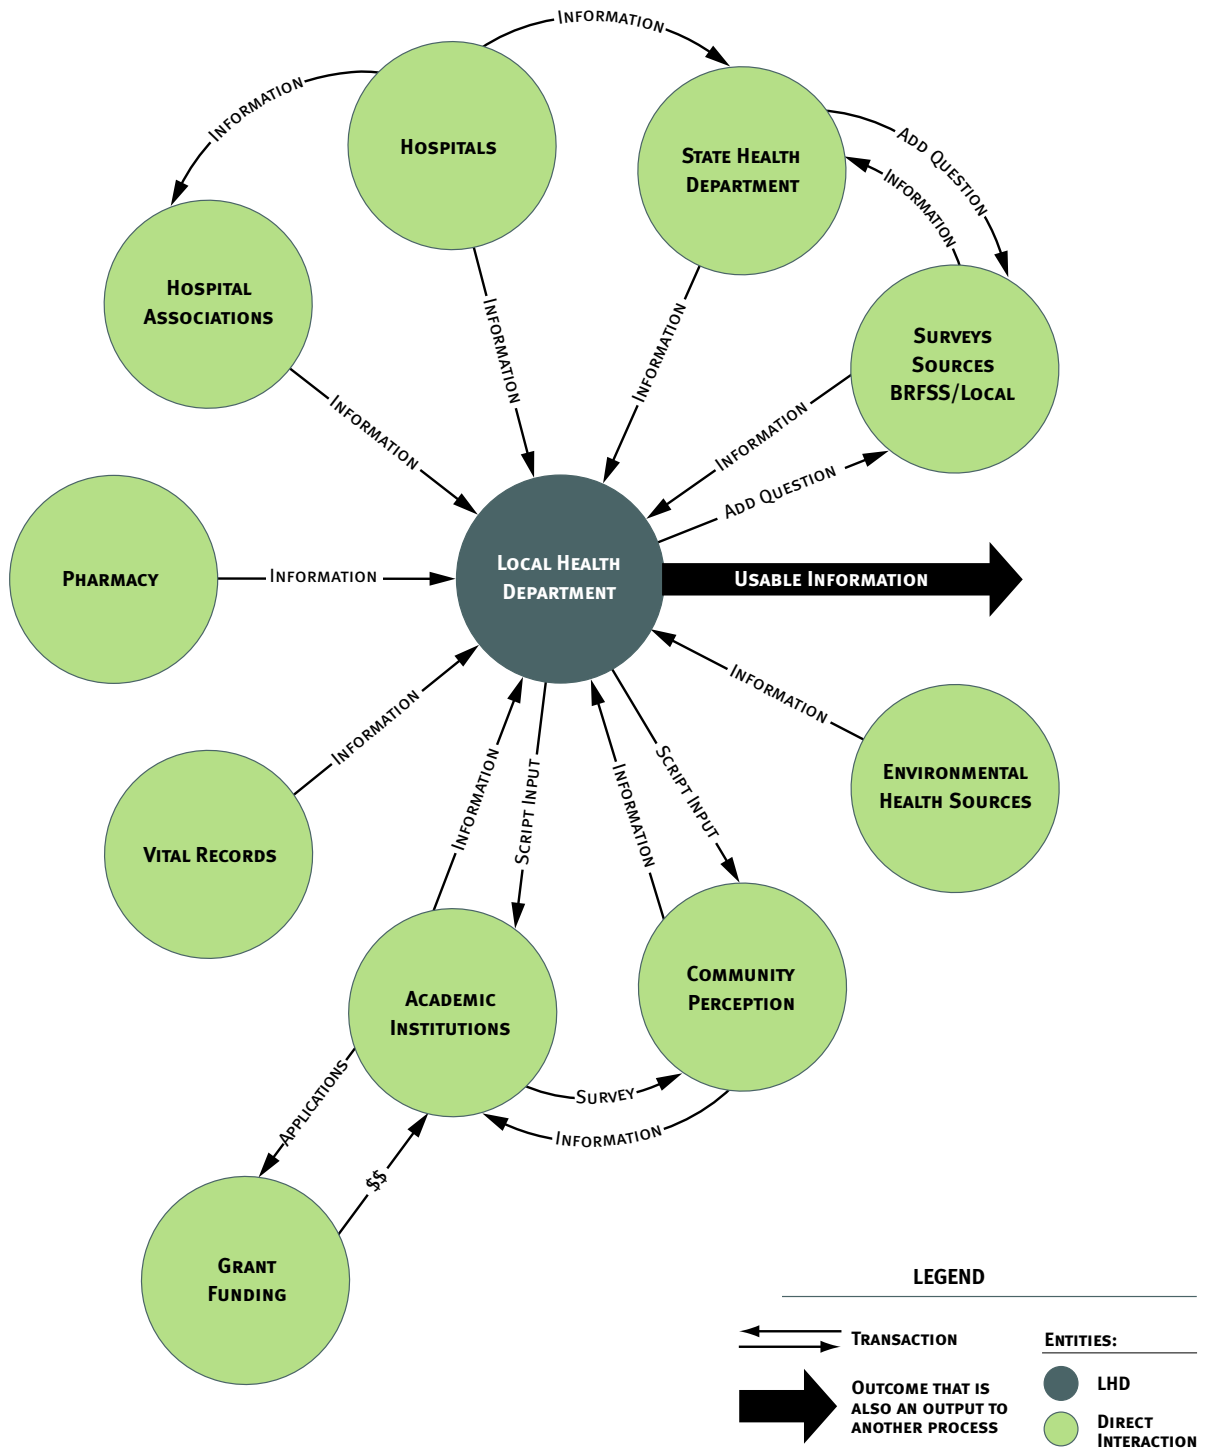 Information
Information
Hospitals
State Health
Department
Add Question
Information
Hospital
Associations
Information
Information
Surveys
Sources
BRFSS/Local
Information
Information
Add Question
Pharmacy
Information
Local Health
Department
Usable Information
Information
Information
Vital Records
Information
Script Input
Information
Script Input
Environmental
Health Sources
Academic
Institutions
Community
Perception
Applications
Survey
Information
$$
Grant
Funding
LEGEND
Transaction
Entities:
Outcome that is
also an output to
another process
LHD
Direct
Interaction